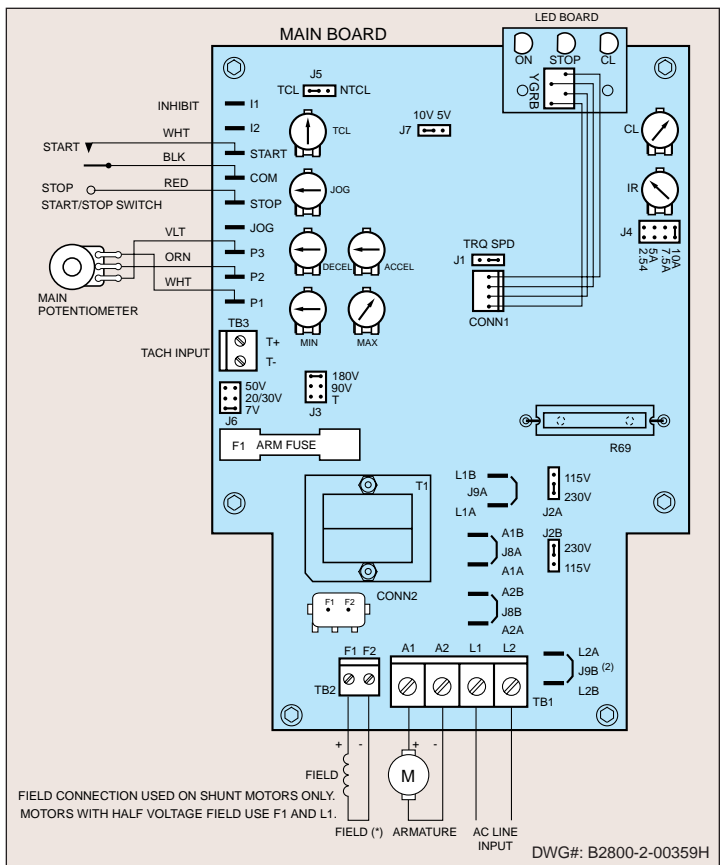 LED BOARD
MAIN BOARD
ON STOP CL
YGRB
J5
TCL NTCL
INHIBIT
I1
I2
10V 5V
J7
TCL
CL
START
WHT
START
BLK
COM
STOP
RED
STOP
START/STOP SWITCH
JOG
IR
JOG
J4
10A
7.5A
5A
2.54
VLT
P3
ORN
P2
WHT
P1
MAIN
POTENTIOMETER
DECEL
ACCEL
TRQ SPD
J1
CONN1
MIN
MAX
TB3
TACH INPUT
T+
T-
50V
20/30V
7V
J6
180V
90V
T
J3
F1 ARM FUSE
R69
T1
L1B
J9A
L1A
115V
230V
J2A
A1B
J8A
A1A
J2B
230V
115V
A2B
J8B
A2A
CONN2
F1 F2
F1 F2
TB2
A1 A2 L1 L2
TB1
L2A
J9B (2)
L2B
+ -
+ -
FIELD
M
FIELD CONNECTION USED ON SHUNT MOTORS ONLY.
MOTORS WITH HALF VOLTAGE FIELD USE F1 AND L1.
FIELD (*)
ARMATURE
AC LINE
INPUT
DWG#: B2800-2-00359H